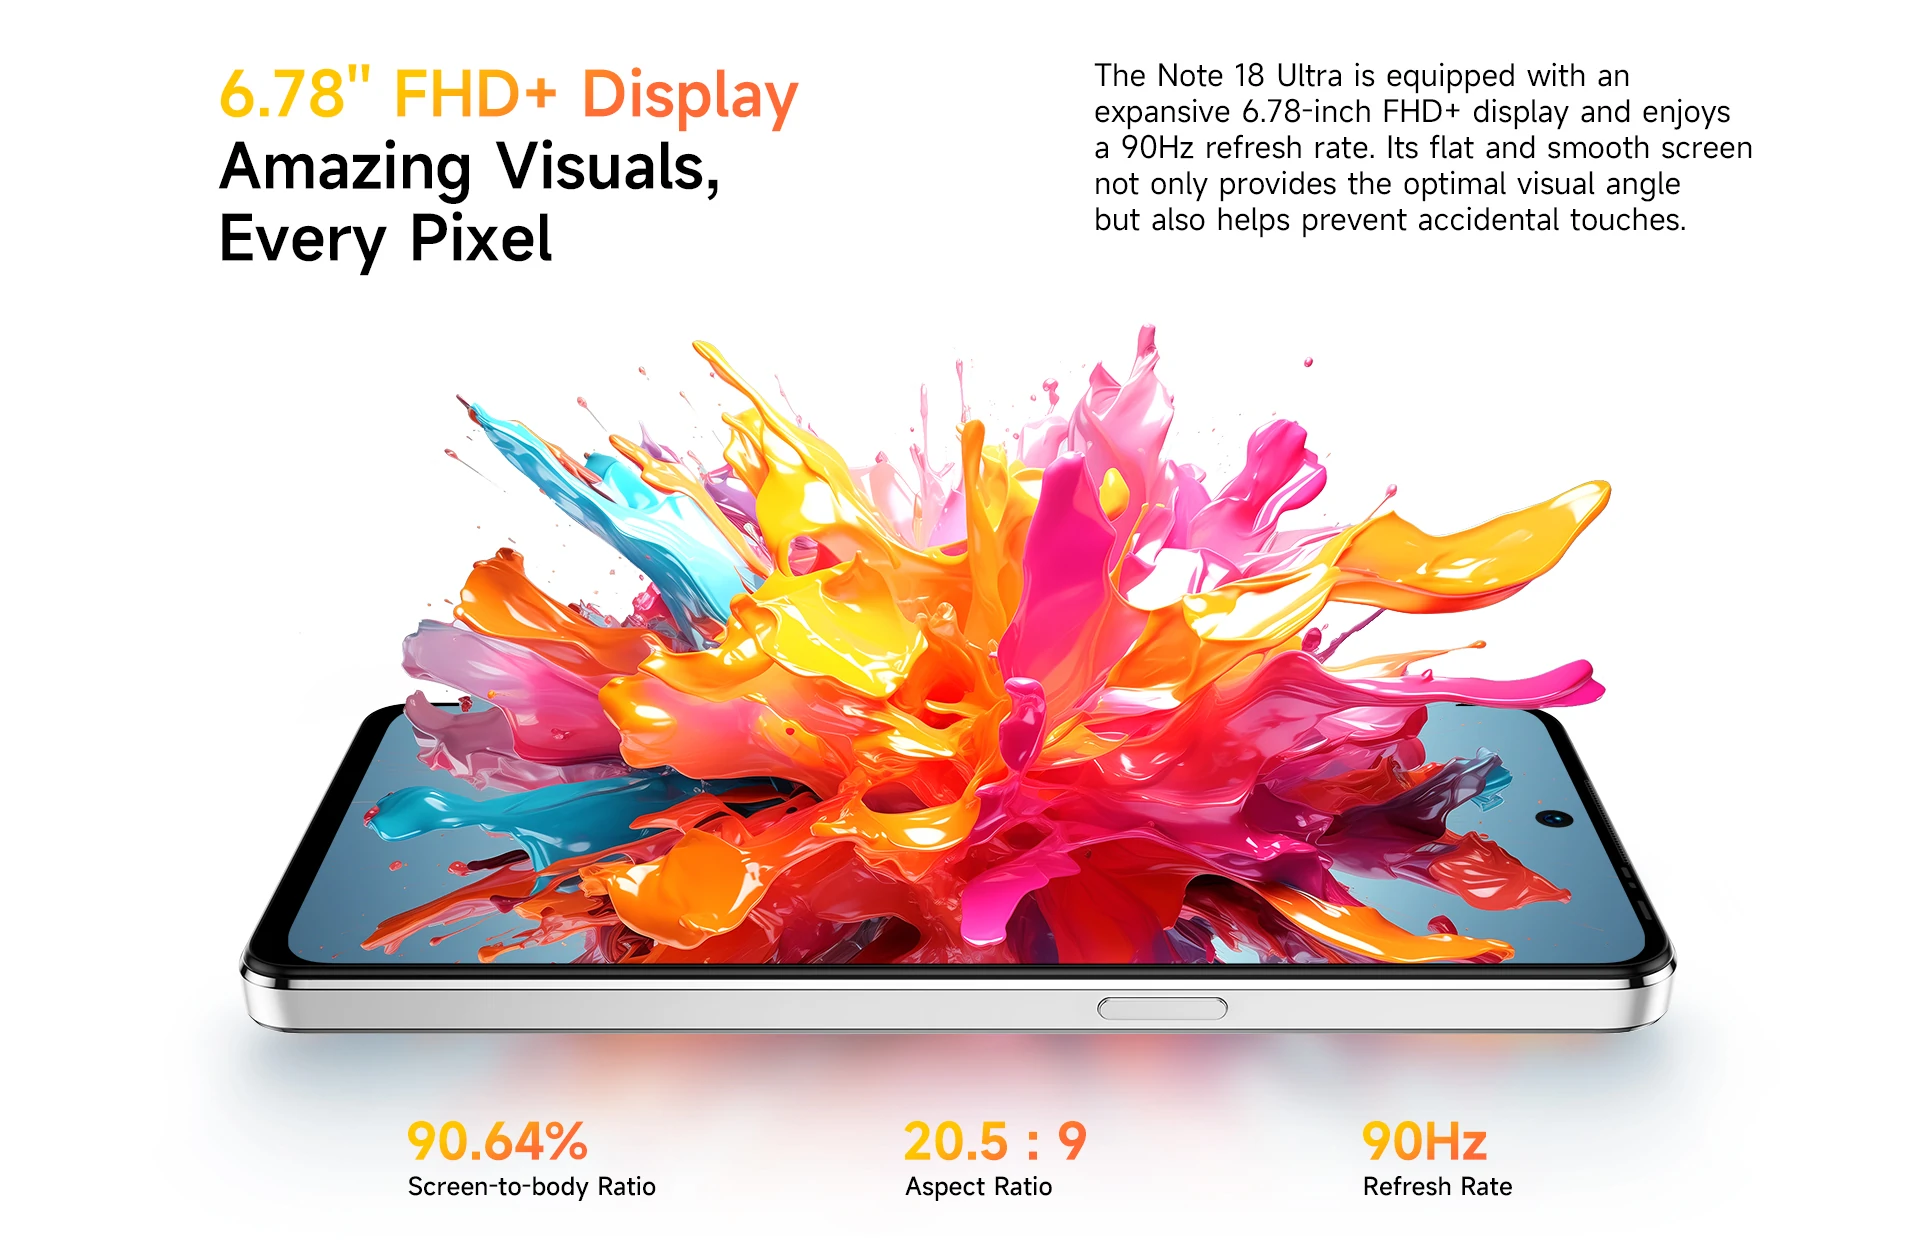 6.78" FHD+ Display
Amazing Visuals,
Every Pixel
The Note 18 Ultra is equipped with an
expansive 6.78-inch FHD+ display and enjoys
a 90Hz refresh rate. Its flat and smooth screen
not only provides the optimal visual angle
but also helps prevent accidental touches.
90.64%
Screen-to-body Ratio
20.5 : 9
Aspect Ratio
90Hz
Refresh Rate